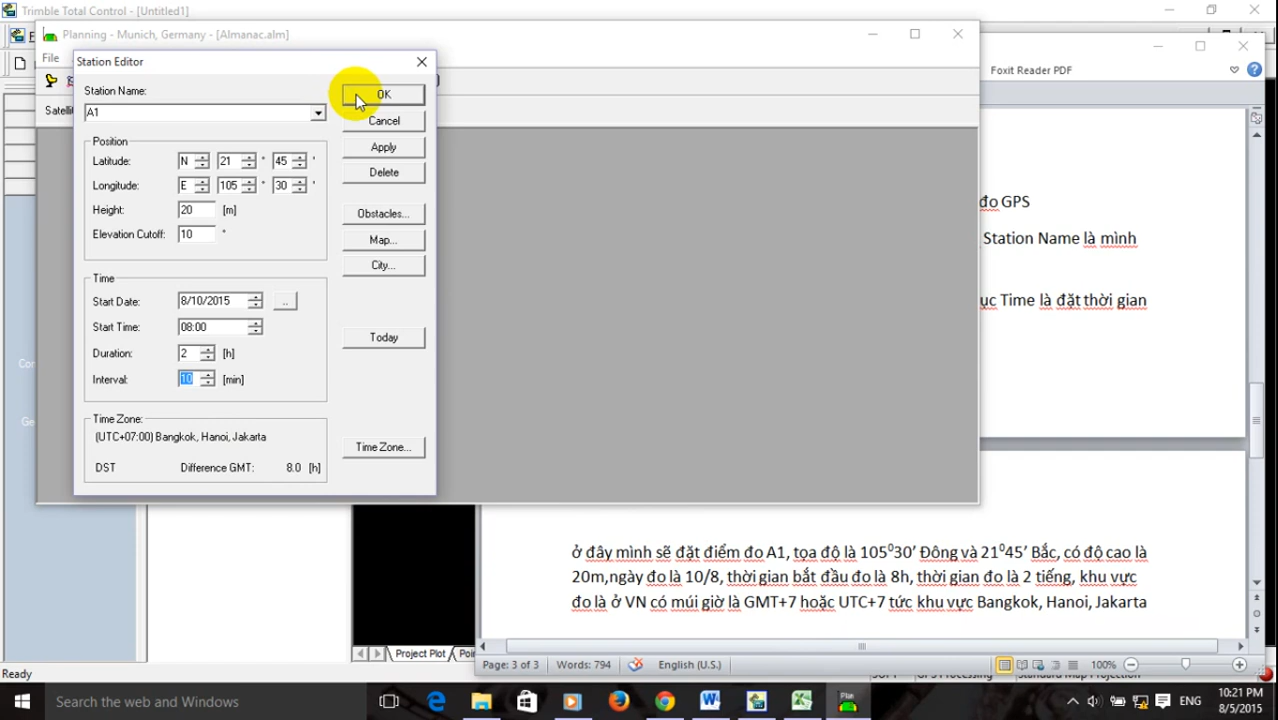 Trimble Total Control - [Untitled1]
Planning - Munich, Germany - [Almanac.alm]
File
Station Editor
Foxit Reader PDF
Station Name:
OK
A1
Cancel
Position
Apply
Latitude: N 21 ° 45 '
Delete
Longitude: E 105 ° 30 '
Height: 20 [m]
Obstacles...
Elevation Cutoff: 10 °
Map...
City...
đo GPS
Station Name là mình
ục Time là đặt thời gian
Time
Start Date: 8/10/2015 ..
Start Time: 08:00
Today
Duration: 2 [h]
Interval: 10 [min]
Time Zone:
(UTC+07:00) Bangkok, Hanoi, Jakarta
Time Zone...
DST Difference GMT: 8.0 [h]
ở đây mình sẽ đặt điểm đo A1, tọa độ là 105⁰30’ Đông và 21⁰45’ Bắc, có độ cao là
20m,ngày đo là 10/8, thời gian bắt đầu đo là 8h, thời gian đo là 2 tiếng, khu vực
đo là ở VN có múi giờ là GMT+7 hoặc UTC+7 tức khu vực Bangkok, Hanoi, Jakarta
Project Plot
Page: 3 of 3 Words: 794 English (U.S.) 100%
Ready
GPS Processing Standard Map Projection
Search the web and Windows
ENG
10:21 PM
8/5/2015